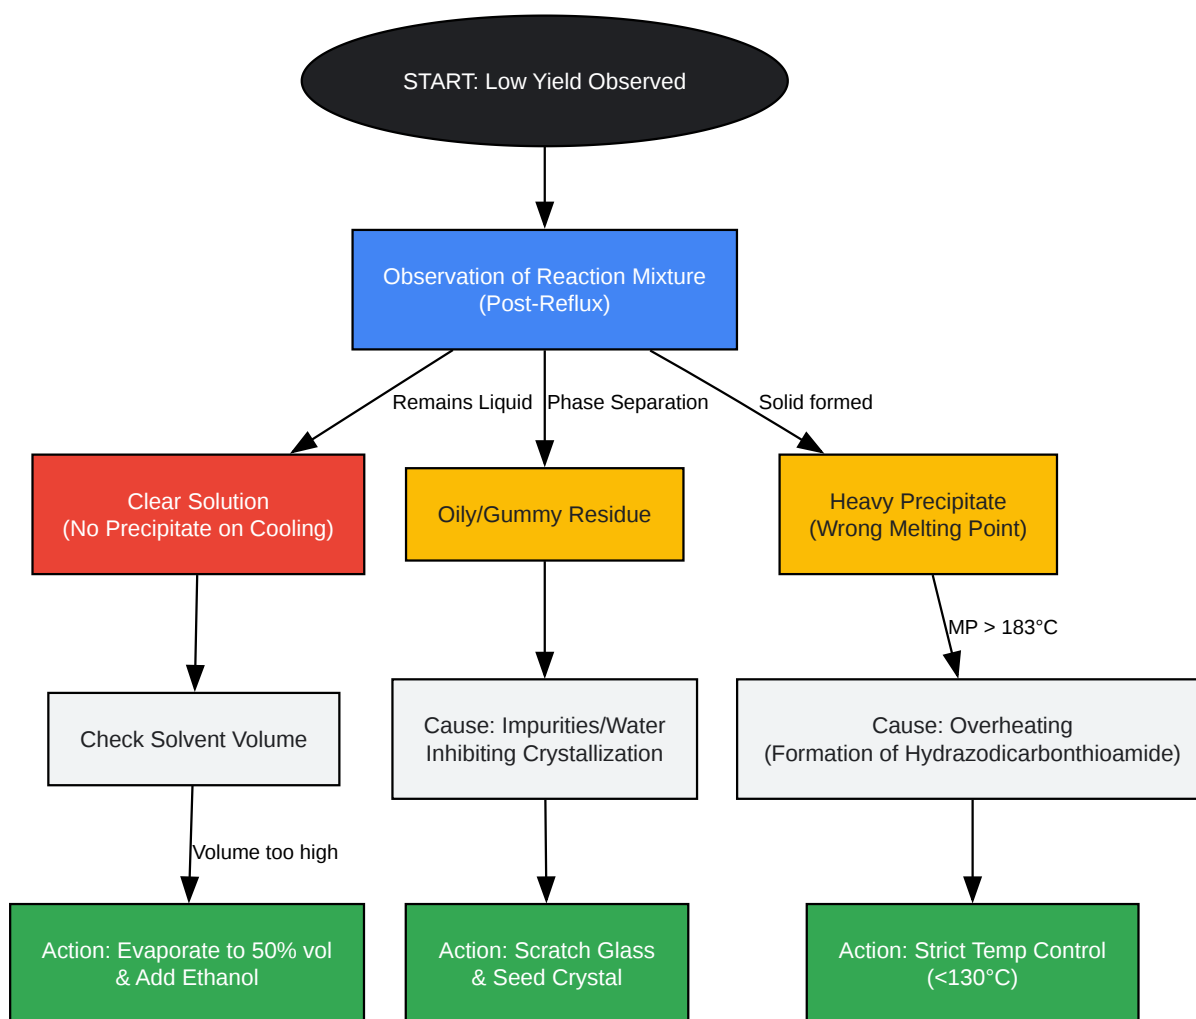 START: Low Yield Observed
Observation of Reaction Mixture
(Post-Reflux)
Remains Liquid
Phase Separation
Solid formed
Clear Solution
(No Precipitate on Cooling)
Oily/Gummy Residue
Heavy Precipitate
(Wrong Melting Point)
MP > 183°C
Check Solvent Volume
Cause: Impurities/Water
Inhibiting Crystallization
Cause: Overheating
(Formation of Hydrazodicarbonthioamide)
Volume too high
Action: Evaporate to 50% vol
& Add Ethanol
Action: Scratch Glass
& Seed Crystal
Action: Strict Temp Control
(<130°C)